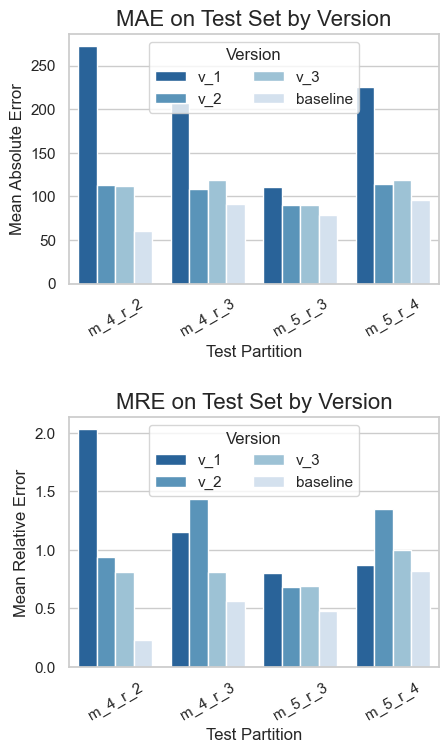 MAE on Test Set by Version
Version
v_1 v_3
v_2 baseline
Mean Absolute Error
250
200
150
100
50
0
m_4_r_2 m_4_r_3 m_5_r_3 m_5_r_4
Test Partition
MRE on Test Set by Version
Version
v_1 v_3
v_2 baseline
Mean Relative Error
2.0
1.5
1.0
0.5
0.0
m_4_r_2 m_4_r_3 m_5_r_3 m_5_r_4
Test Partition